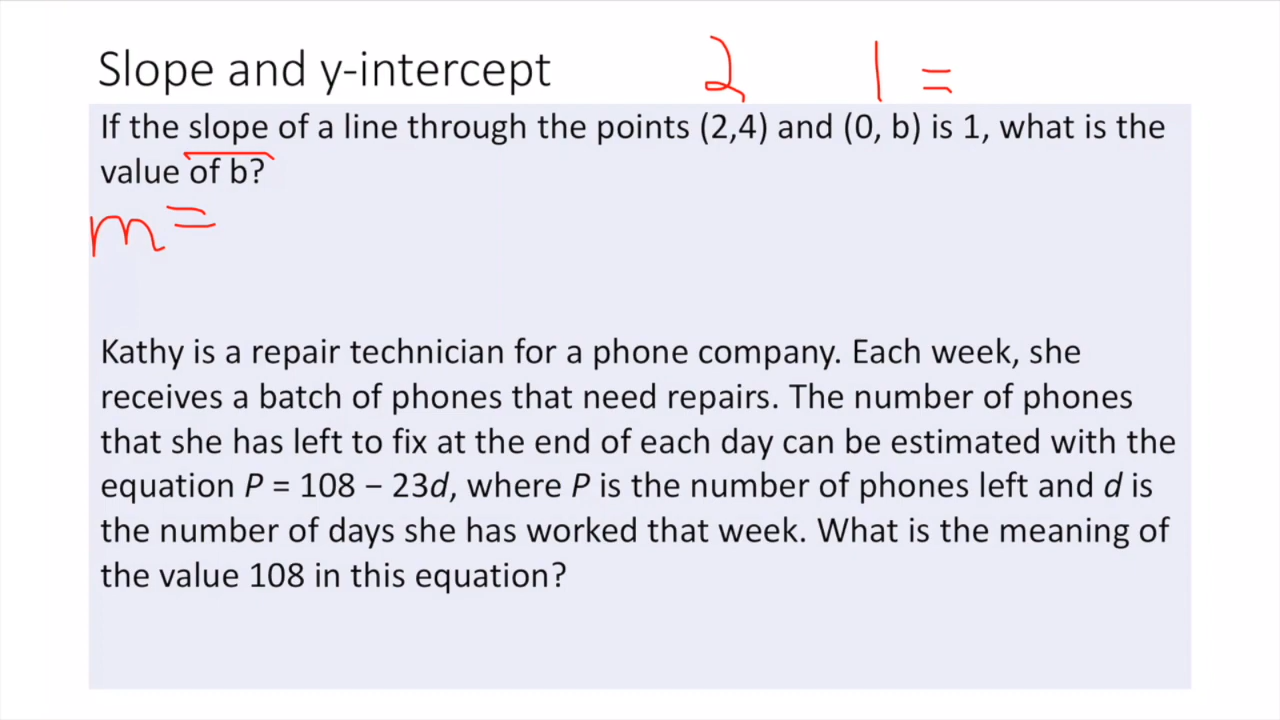 Slope and y-intercept 2 1 =
If the slope of a line through the points (2,4) and (0, b) is 1, what is the
value of b?
m =
Kathy is a repair technician for a phone company. Each week, she
receives a batch of phones that need repairs. The number of phones
that she has left to fix at the end of each day can be estimated with the
equation P = 108 − 23d, where P is the number of phones left and d is
the number of days she has worked that week. What is the meaning of
the value 108 in this equation?